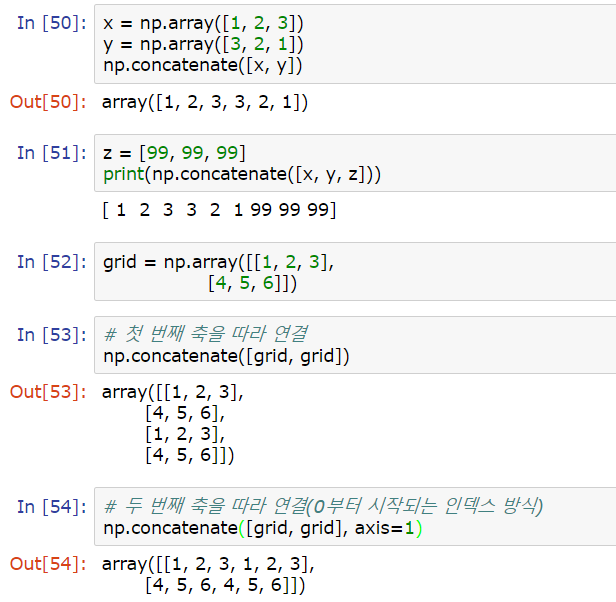 In [50]: x = np.array([1, 2, 3])
y = np.array([3, 2, 1])
np.concatenate([x, y])
Out[50]: array([1, 2, 3, 3, 2, 1])
In [51]: z = [99, 99, 99]
print(np.concatenate([x, y, z]))
[ 1  2  3  3  2  1 99 99 99]
In [52]: grid = np.array([[1, 2, 3],
[4, 5, 6]])
In [53]: # 첫 번째 축을 따라 연결
np.concatenate([grid, grid])
Out[53]: array([[1, 2, 3],
[4, 5, 6],
[1, 2, 3],
[4, 5, 6]])
In [54]: # 두 번째 축을 따라 연결(0부터 시작되는 인덱스 방식)
np.concatenate([grid, grid], axis=1)
Out[54]: array([[1, 2, 3, 1, 2, 3],
[4, 5, 6, 4, 5, 6]])